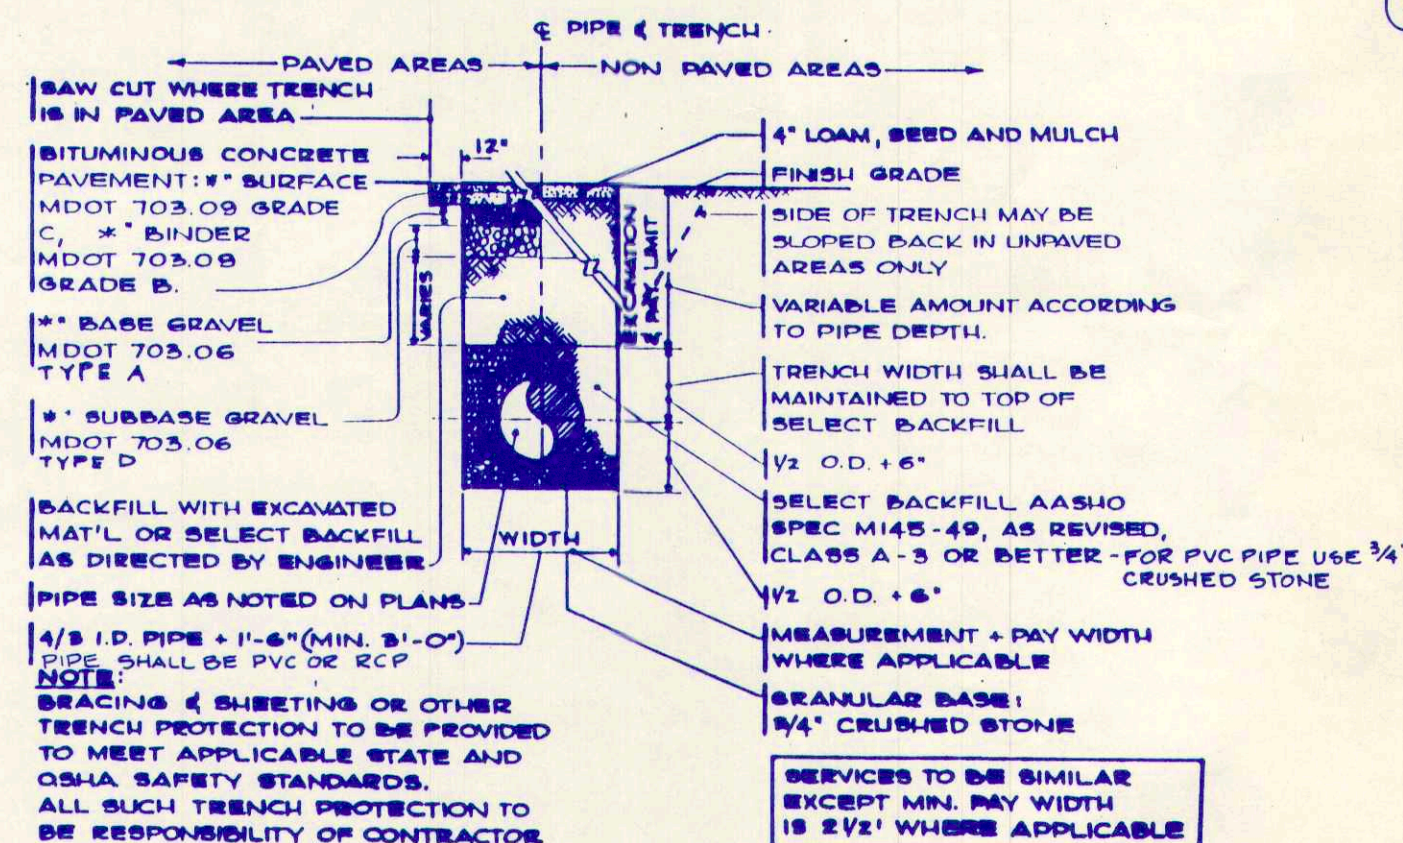 ℄ PIPE & TRENCH
PAVED AREAS
NON PAVED AREAS
SAW CUT WHERE TRENCH
IS IN PAVED AREA
BITUMINOUS CONCRETE
PAVEMENT: *" SURFACE
MDOT 703.09 GRADE
C, *" BINDER
MDOT 703.09
GRADE B.
*" BASE GRAVEL
MDOT 703.06
TYPE A
*" SUBBASE GRAVEL
MDOT 703.06
TYPE D
BACKFILL WITH EXCAVATED
MAT'L OR SELECT BACKFILL
AS DIRECTED BY ENGINEER
PIPE SIZE AS NOTED ON PLANS
4/3 I.D. PIPE + 1'-6" (MIN. 3'-0")
PIPE SHALL BE PVC OR RCP
NOTE:
BRACING & SHEETING OR OTHER
TRENCH PROTECTION TO BE PROVIDED
TO MEET APPLICABLE STATE AND
OSHA SAFETY STANDARDS.
ALL SUCH TRENCH PROTECTION TO
BE RESPONSIBILITY OF CONTRACTOR
12"
VARIES
EXCAVATION
& PAY LIMIT
WIDTH
4" LOAM, SEED AND MULCH
FINISH GRADE
SIDE OF TRENCH MAY BE
SLOPED BACK IN UNPAVED
AREAS ONLY
VARIABLE AMOUNT ACCORDING
TO PIPE DEPTH.
TRENCH WIDTH SHALL BE
MAINTAINED TO TOP OF
SELECT BACKFILL
1/2 O.D. + 6"
SELECT BACKFILL AASHO
SPEC M145-49, AS REVISED,
CLASS A-3 OR BETTER - FOR PVC PIPE USE 3/4"
CRUSHED STONE
1/2 O.D. + 6"
MEASUREMENT + PAY WIDTH
WHERE APPLICABLE
GRANULAR BASE:
3/4" CRUSHED STONE
SERVICES TO BE SIMILAR
EXCEPT MIN. PAY WIDTH
IS 2 1/2' WHERE APPLICABLE